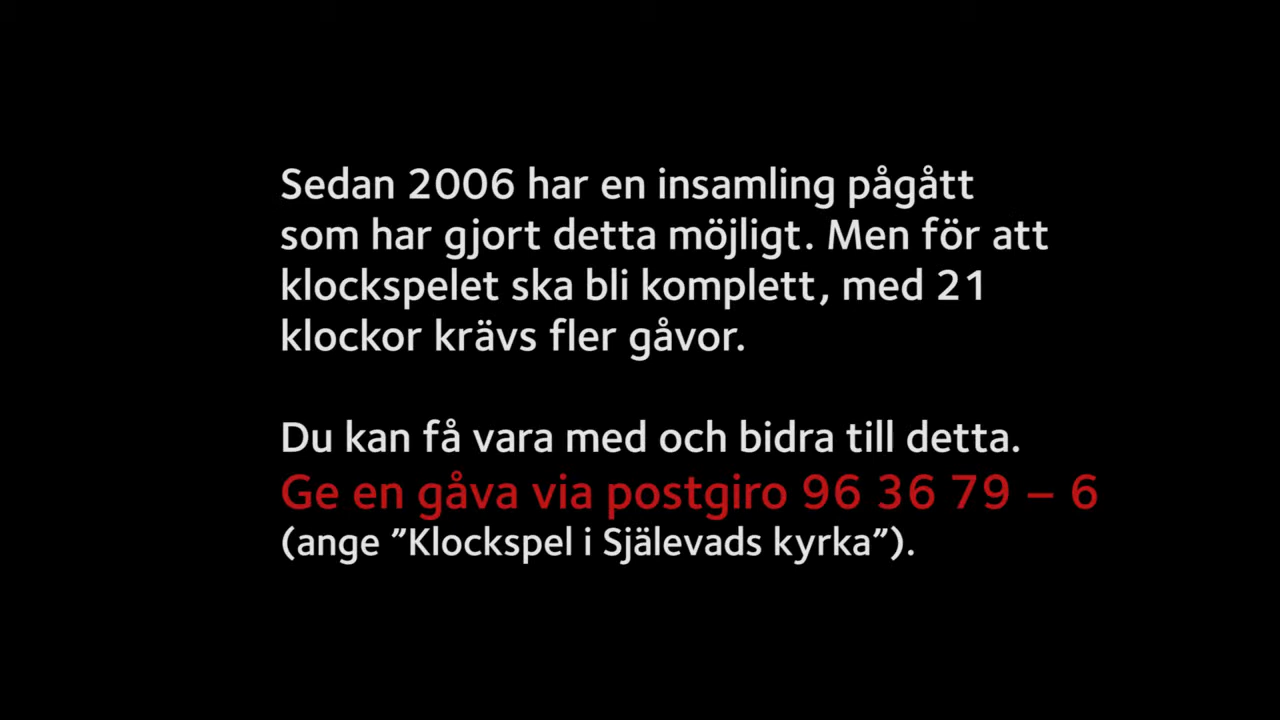 Sedan 2006 har en insamling pågått
som har gjort detta möjligt. Men för att
klockspelet ska bli komplett, med 21
klockor krävs fler gåvor.
Du kan få vara med och bidra till detta.
Ge en gåva via postgiro 96 36 79 – 6
(ange ”Klockspel i Själevads kyrka”).